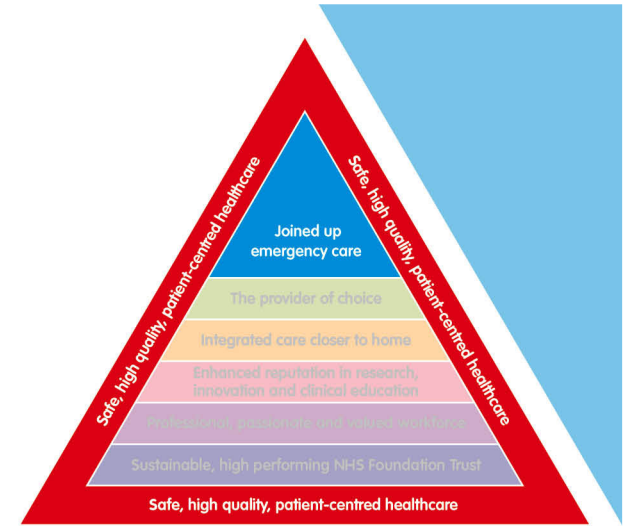 Safe, high quality, patient-centred healthcare
Safe, high quality, patient-centred healthcare
Joined up
emergency care
The provider of choice
Integrated care closer to home
Enhanced reputation in research,
innovation and clinical education
Professional, passionate and valued workforce
Sustainable, high performing NHS Foundation Trust
Safe, high quality, patient-centred healthcare